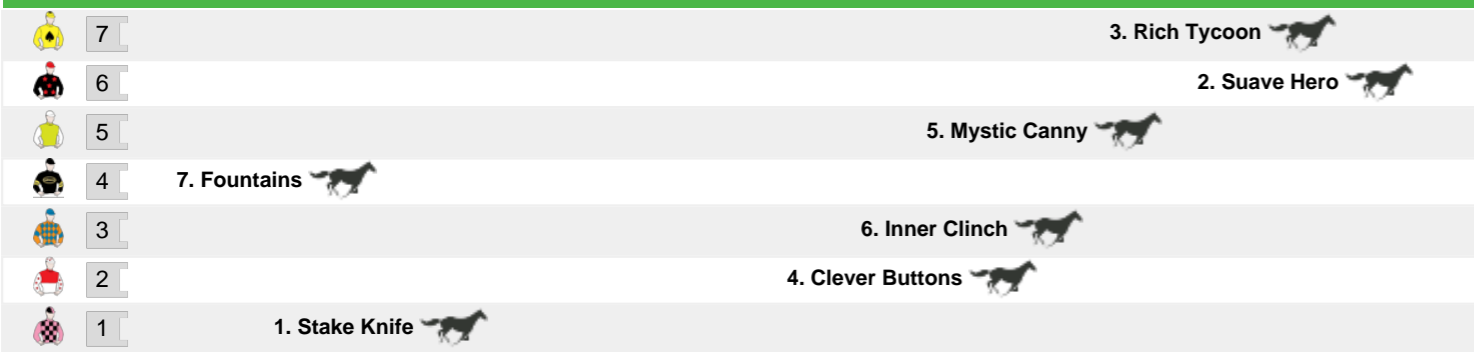 7 3. Rich Tycoon
6 2. Suave Hero
5 5. Mystic Canny
4 7. Fountains
3 6. Inner Clinch
2 4. Clever Buttons
1 1. Stake Knife